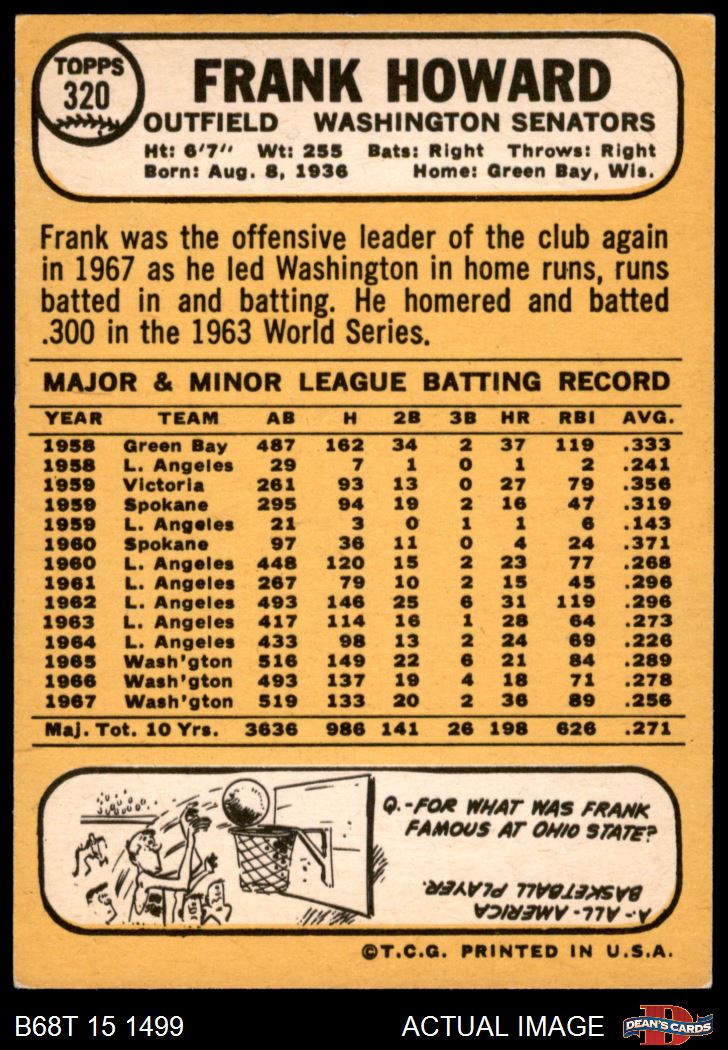 TOPPS
320
FRANK HOWARD
OUTFIELD WASHINGTON SENATORS
Ht: 6'7" Wt: 255 Bats: Right Throws: Right
Born: Aug. 8, 1936 Home: Green Bay, Wis.
Frank was the offensive leader of the club again
in 1967 as he led Washington in home runs, runs
batted in and batting. He homered and batted
.300 in the 1963 World Series.
MAJOR & MINOR LEAGUE BATTING RECORD
YEAR TEAM AB H 2B 3B HR RBI AVG.
1958 Green Bay 487 162 34 2 37 119 .333
1958 L. Angeles 29 7 1 0 1 2 .241
1959 Victoria 261 93 13 0 27 79 .356
1959 Spokane 295 94 19 2 16 47 .319
1959 L. Angeles 21 3 0 1 1 6 .143
1960 Spokane 97 36 11 0 4 24 .371
1960 L. Angeles 448 120 15 2 23 77 .268
1961 L. Angeles 267 79 10 2 15 45 .296
1962 L. Angeles 493 146 25 6 31 119 .296
1963 L. Angeles 417 114 16 1 28 64 .273
1964 L. Angeles 433 98 13 2 24 69 .226
1965 Wash'gton 516 149 22 6 21 84 .289
1966 Wash'gton 493 137 19 4 18 71 .278
1967 Wash'gton 519 133 20 2 36 89 .256
Maj. Tot. 10 Yrs. 3636 986 141 26 198 626 .271
Q.-FOR WHAT WAS FRANK
FAMOUS AT OHIO STATE?
A.-ALL-AMERICA
BASKETBALL PLAYER.
©T.C.G. PRINTED IN U.S.A.
B68T 15 1499 ACTUAL IMAGE
D
DEAN'S CARDS